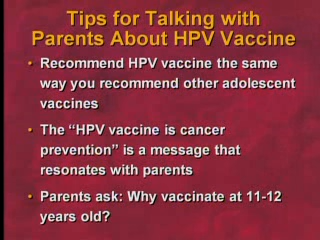 Tips for Talking with
Parents About HPV Vaccine
• Recommend HPV vaccine the same
way you recommend other adolescent
vaccines
• The “HPV vaccine is cancer
prevention” is a message that
resonates with parents
• Parents ask: Why vaccinate at 11-12
years old?